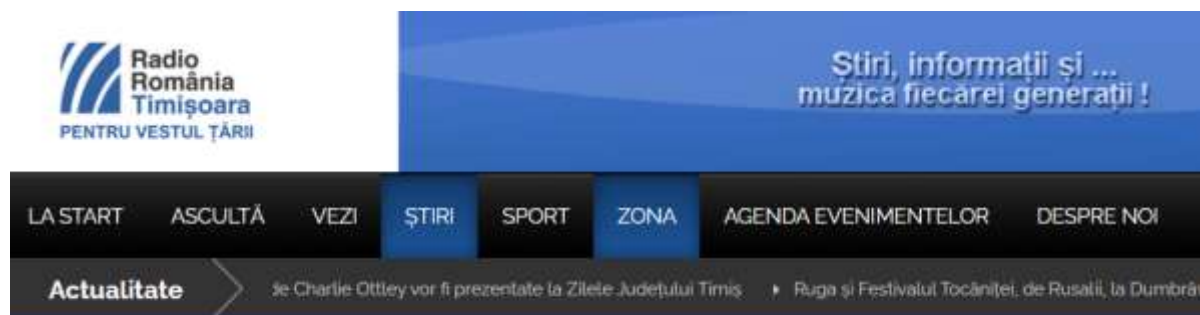 Radio
România
Timișoara
PENTRU VESTUL ȚĂRII
Știri, informații și ...
muzica fiecărei generații !
LA START ASCULTĂ VEZI ȘTIRI SPORT ZONA AGENDA EVENIMENTELOR DESPRE NOI
Actualitate de Charlie Ottley vor fi prezentate la Zilele Județului Timiș Ruga și Festivalul Tocăniței, de Rusalii, la